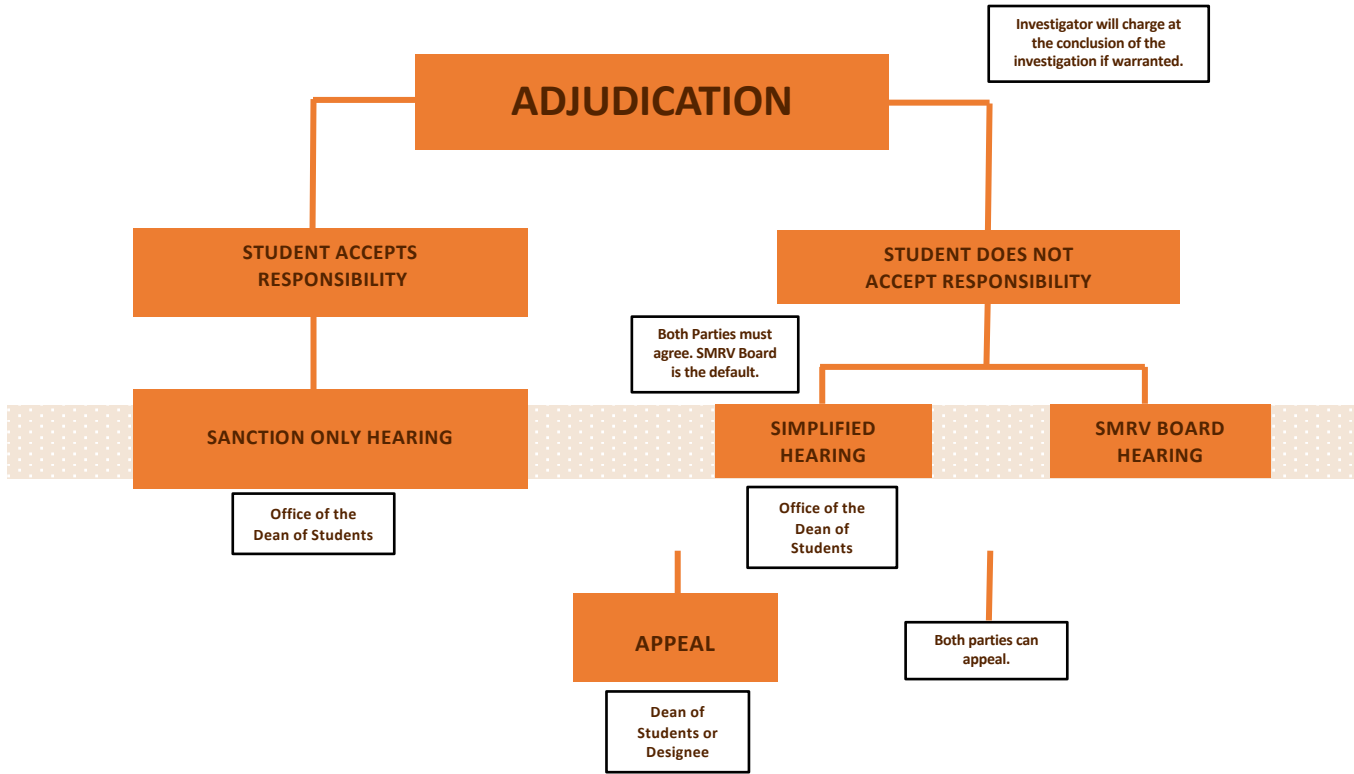 Investigator will charge at
the conclusion of the
investigation if warranted.
ADJUDICATION
STUDENT ACCEPTS
RESPONSIBILITY
STUDENT DOES NOT
ACCEPT RESPONSIBILITY
Both Parties must
agree. SMRV Board
is the default.
SANCTION ONLY HEARING
SIMPLIFIED
HEARING
SMRV BOARD
HEARING
Office of the
Dean of Students
Office of the
Dean of
Students
APPEAL
Both parties can
appeal.
Dean of
Students or
Designee